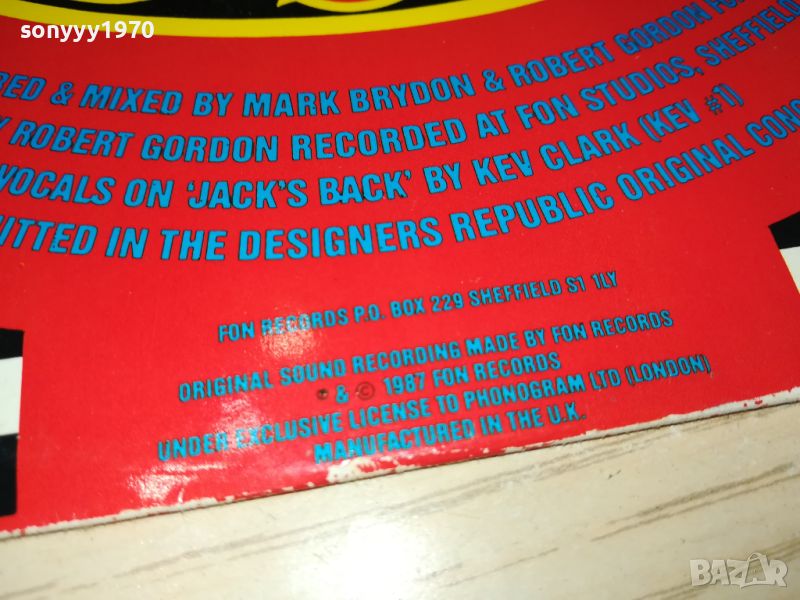 sonyyy1970
RED & MIXED BY MARK BRYDON & ROBERT GORDON FO
Y ROBERT GORDON RECORDED AT FON STUDIOS, SHEFFIELD
VOCALS ON 'JACK'S BACK' BY KEV CLARK (KEV #1)
ITTED IN THE DESIGNERS REPUBLIC ORIGINAL CONC
FON RECORDS P.O. BOX 229 SHEFFIELD S1 1LY
ORIGINAL SOUND RECORDING MADE BY FON RECORDS
℗ & © 1987 FON RECORDS
UNDER EXCLUSIVE LICENSE TO PHONOGRAM LTD (LONDON)
MANUFACTURED IN THE U.K.
BAZAR